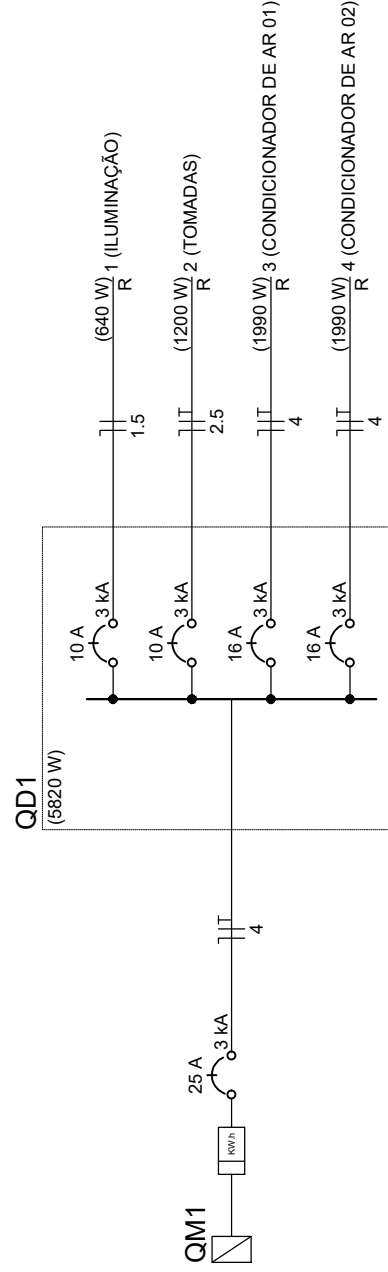 QM1
KW.h
25 A
3 kA
4
QD1
(5820 W)
10 A
3 kA
1.5
(640 W) 1 (ILUMINAÇÃO)
R
10 A
3 kA
2.5
(1200 W) 2 (TOMADAS)
R
16 A
3 kA
4
(1990 W) 3 (CONDICIONADOR DE AR 01)
R
16 A
3 kA
4
(1990 W) 4 (CONDICIONADOR DE AR 02)
R